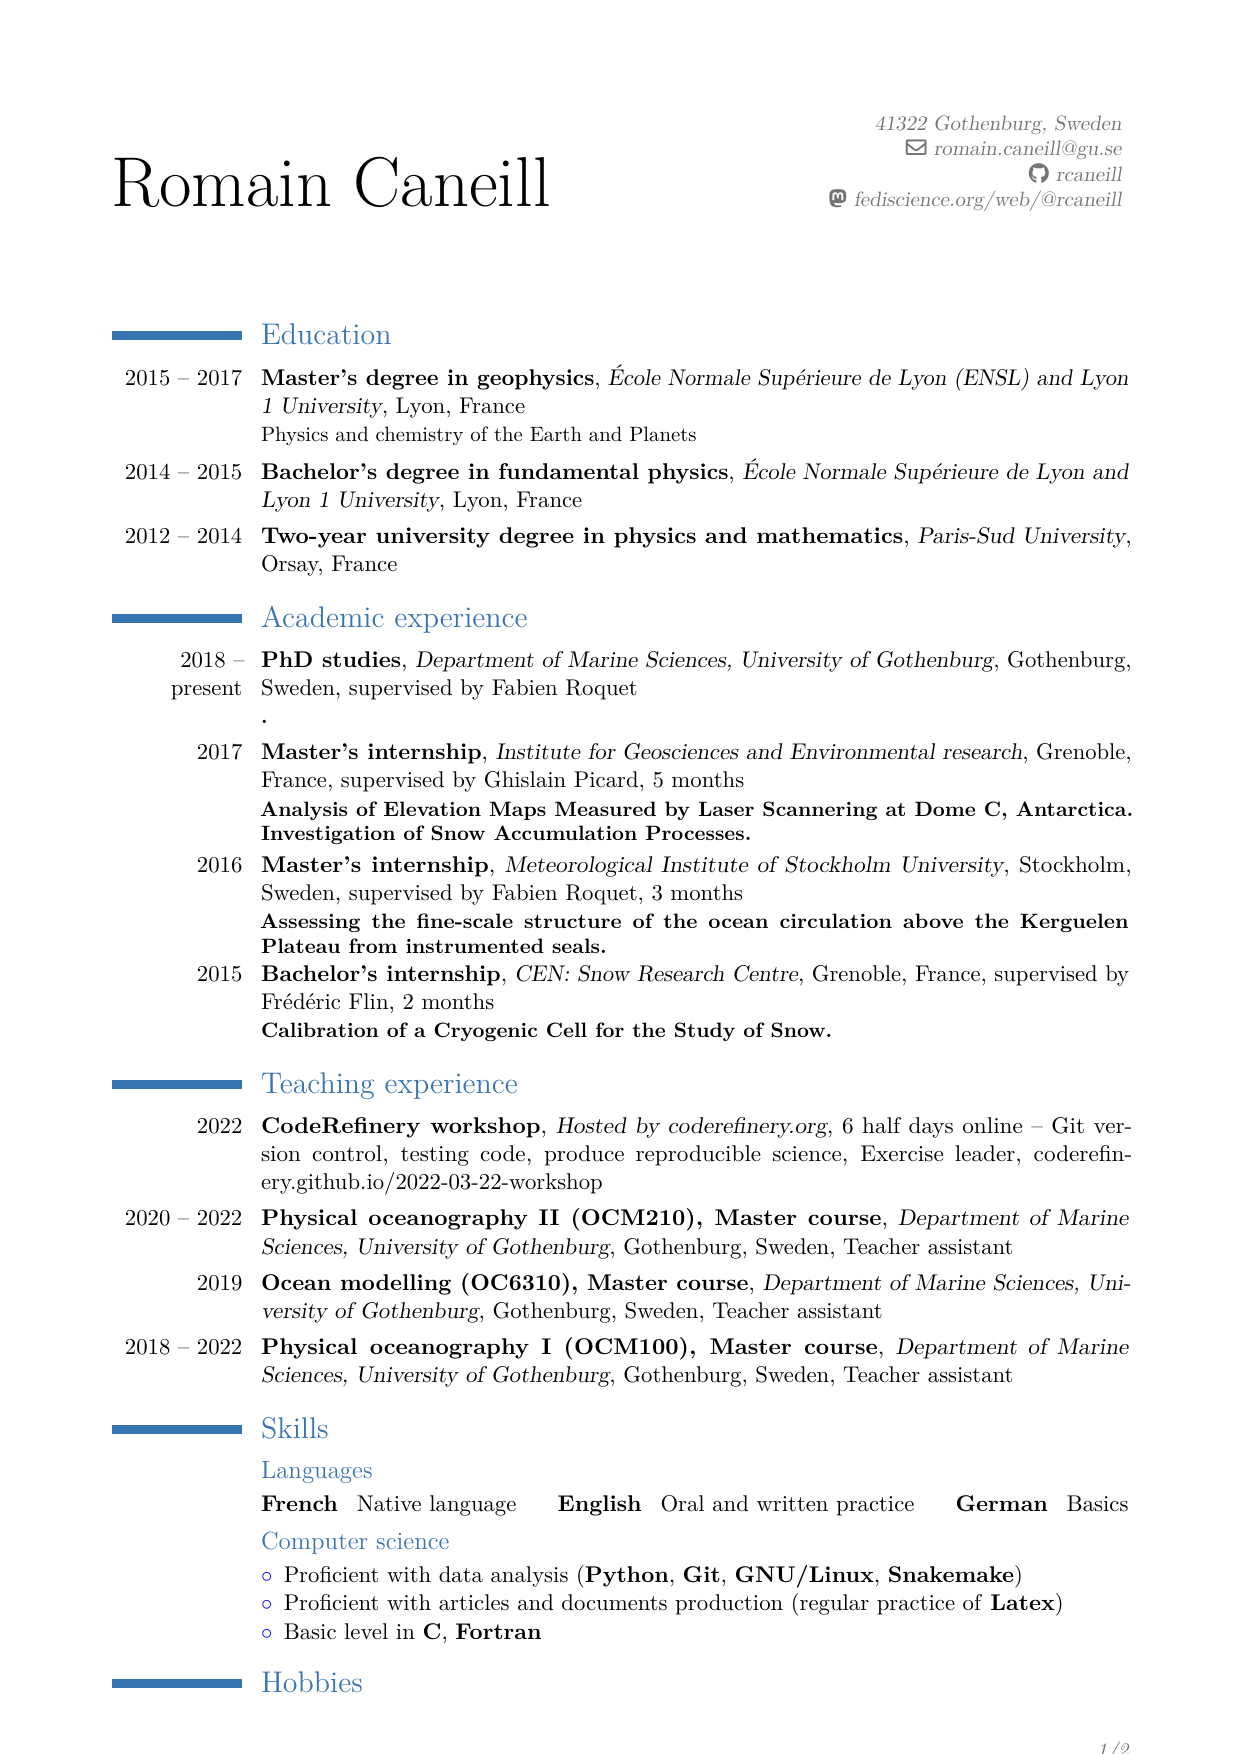 41322 Gothenburg, Sweden
romain.caneill@gu.se
rcaneill
fediscience.org/web/@rcaneill
Romain Caneill
Education
2015 – 2017 Master's degree in geophysics, École Normale Supérieure de Lyon (ENSL) and Lyon
1 University, Lyon, France
Physics and chemistry of the Earth and Planets
2014 – 2015 Bachelor's degree in fundamental physics, École Normale Supérieure de Lyon and
Lyon 1 University, Lyon, France
2012 – 2014 Two-year university degree in physics and mathematics, Paris-Sud University,
Orsay, France
Academic experience
2018 – PhD studies, Department of Marine Sciences, University of Gothenburg, Gothenburg,
present Sweden, supervised by Fabien Roquet
.
2017 Master's internship, Institute for Geosciences and Environmental research, Grenoble,
France, supervised by Ghislain Picard, 5 months
Analysis of Elevation Maps Measured by Laser Scannering at Dome C, Antarctica.
Investigation of Snow Accumulation Processes.
2016 Master's internship, Meteorological Institute of Stockholm University, Stockholm,
Sweden, supervised by Fabien Roquet, 3 months
Assessing the fine-scale structure of the ocean circulation above the Kerguelen
Plateau from instrumented seals.
2015 Bachelor's internship, CEN: Snow Research Centre, Grenoble, France, supervised by
Frédéric Flin, 2 months
Calibration of a Cryogenic Cell for the Study of Snow.
Teaching experience
2022 CodeRefinery workshop, Hosted by coderefinery.org, 6 half days online – Git ver-
sion control, testing code, produce reproducible science, Exercise leader, coderefin-
ery.github.io/2022-03-22-workshop
2020 – 2022 Physical oceanography II (OCM210), Master course, Department of Marine
Sciences, University of Gothenburg, Gothenburg, Sweden, Teacher assistant
2019 Ocean modelling (OC6310), Master course, Department of Marine Sciences, Uni-
versity of Gothenburg, Gothenburg, Sweden, Teacher assistant
2018 – 2022 Physical oceanography I (OCM100), Master course, Department of Marine
Sciences, University of Gothenburg, Gothenburg, Sweden, Teacher assistant
Skills
Languages
French Native language English Oral and written practice German Basics
Computer science
○ Proficient with data analysis (Python, Git, GNU/Linux, Snakemake)
○ Proficient with articles and documents production (regular practice of Latex)
○ Basic level in C, Fortran
Hobbies
1/2